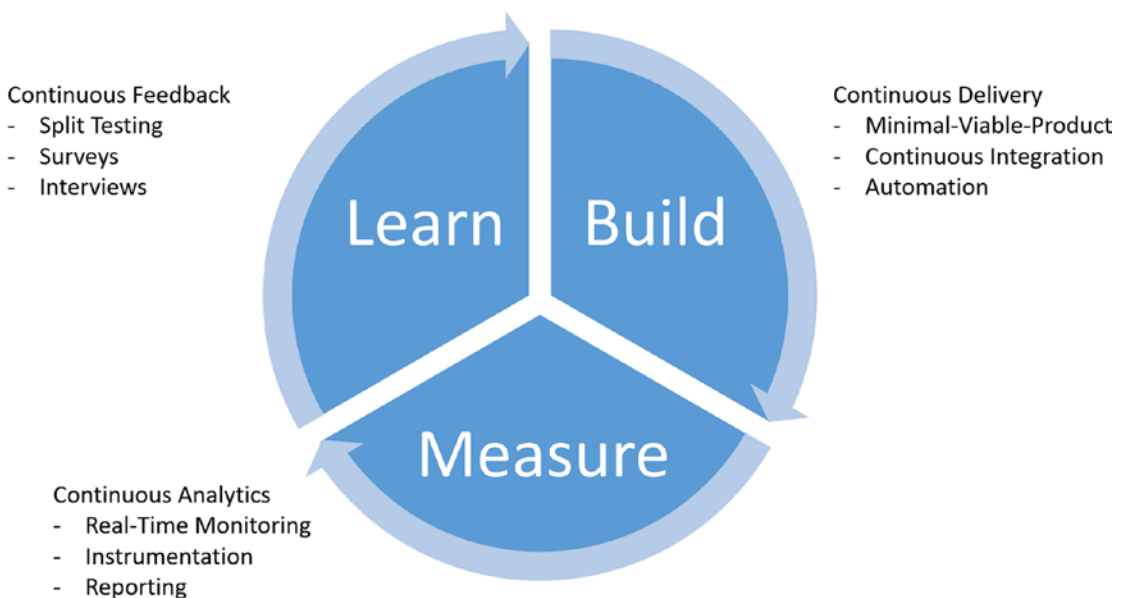 Continuous Feedback
- Split Testing
- Surveys
- Interviews
Learn
Build
Continuous Delivery
- Minimal-Viable-Product
- Continuous Integration
- Automation
Measure
Continuous Analytics
- Real-Time Monitoring
- Instrumentation
- Reporting